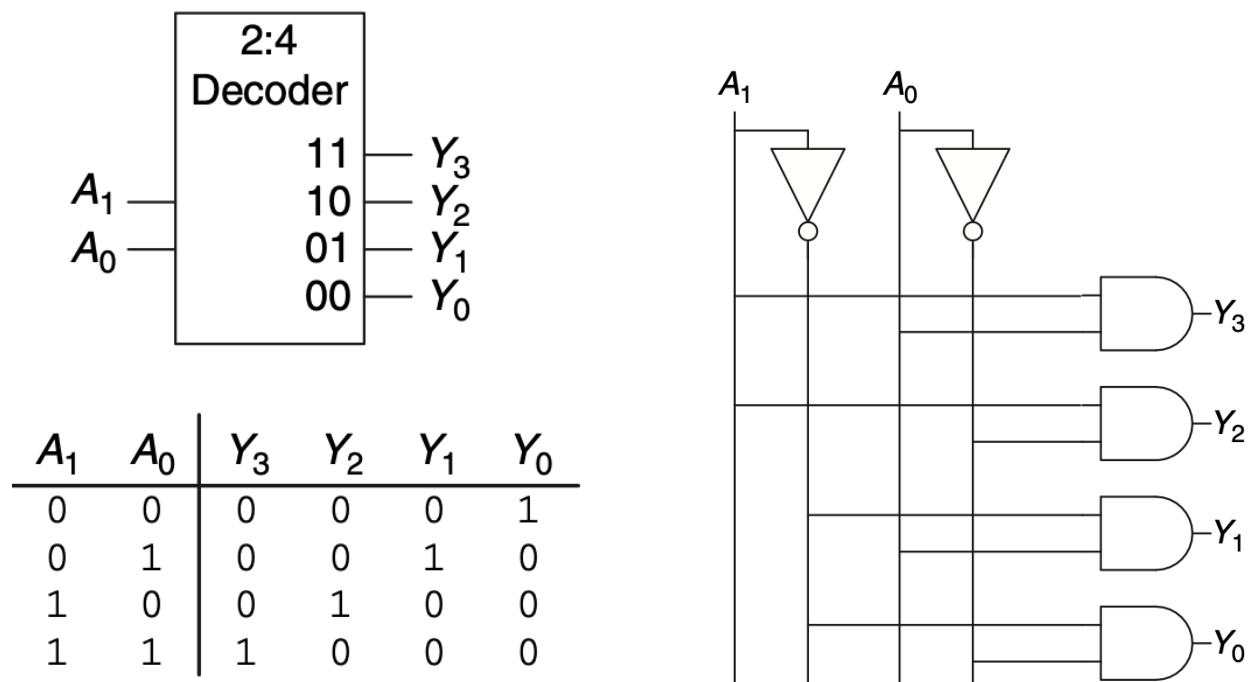 2:4
Decoder
11 Y₃
A₁ 10 Y₂
A₀ 01 Y₁
00 Y₀
A₁ A₀ Y₃ Y₂ Y₁ Y₀
0 0 0 0 0 1
0 1 0 0 1 0
1 0 0 1 0 0
1 1 1 0 0 0
A₁ A₀
Y₃
Y₂
Y₁
Y₀